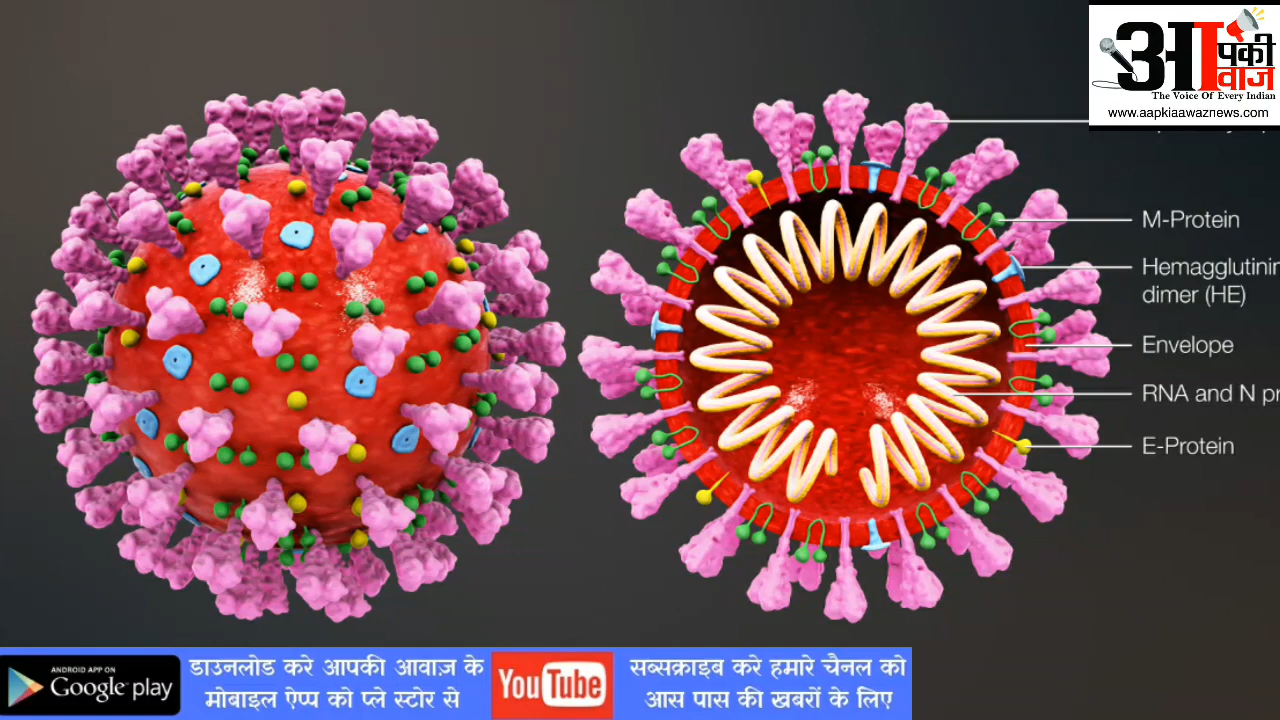 आपकी
वाज
The Voice Of Every Indian
www.aapkiaawaznews.com
M-Protein
Hemagglutinin
dimer (HE)
Envelope
RNA and N
E-Protein
ANDROID APP ON
Google play
डाउनलोड करे आपकी आवाज़ के
मोबाइल ऐप्प को प्ले स्टोर से
YouTube
सब्सक्राइब करे हमारे चैनल को
आस पास की खबरों के लिए